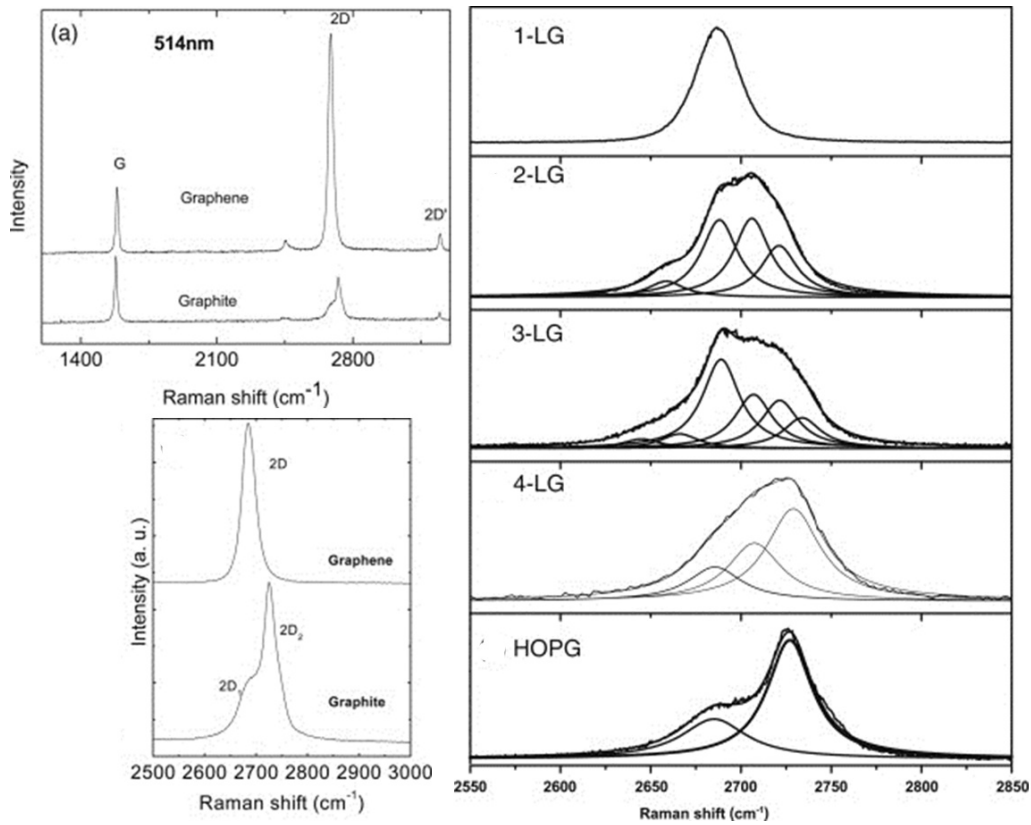 (a)
514nm
2D
G
Graphene
2D'
Graphite
Intensity
1400 2100 2800
Raman shift (cm-1)
2D
Graphene
2D2
2D1
Graphite
Intensity (a. u.)
2500 2600 2700 2800 2900 3000
Raman shift (cm-1)
1-LG
2-LG
3-LG
4-LG
HOPG
2550 2600 2650 2700 2750 2800 2850
Raman shift (cm-1)